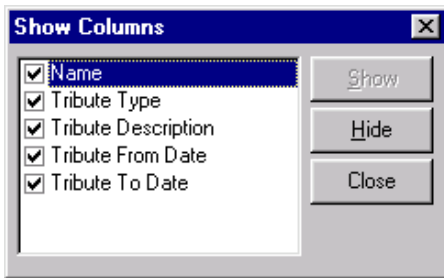 Show Columns
Name
Tribute Type
Tribute Description
Tribute From Date
Tribute To Date
Show
Hide
Close